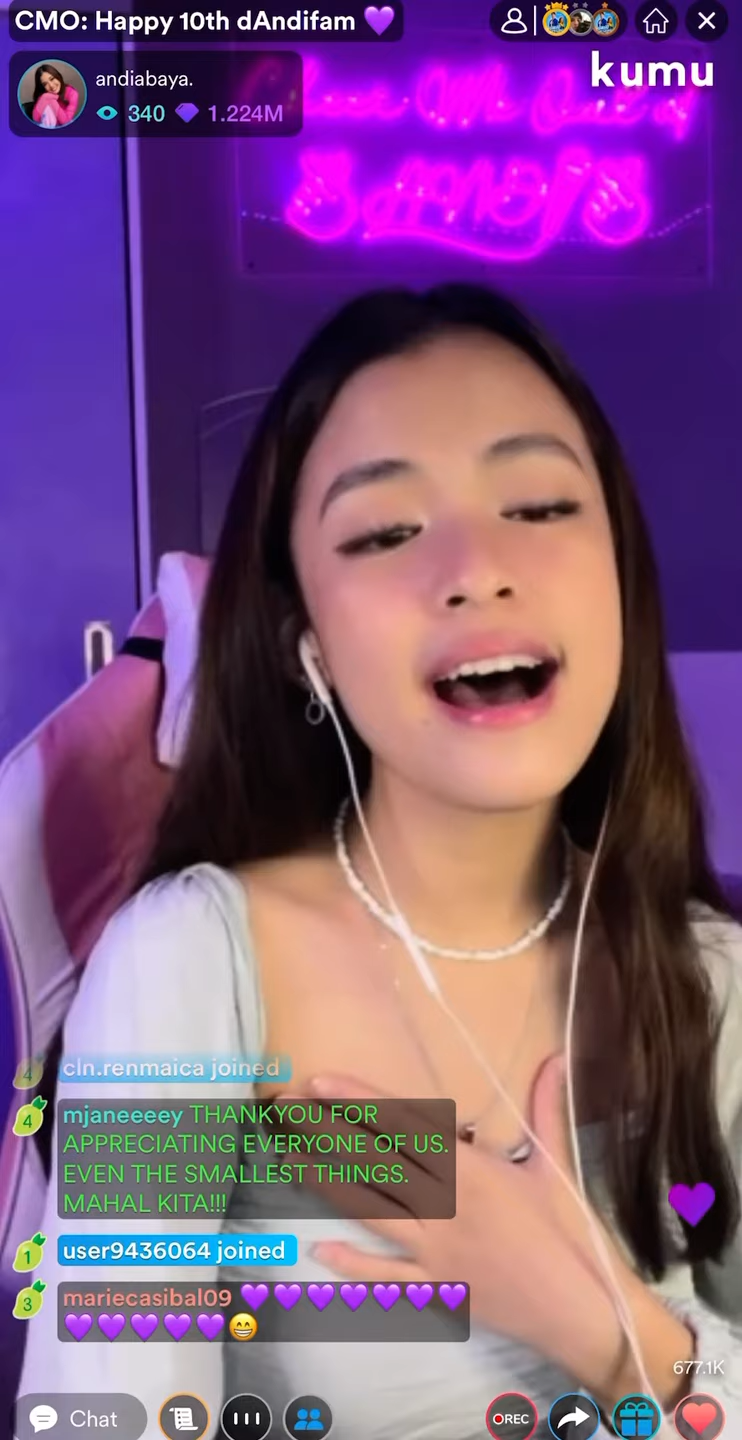 CMO: Happy 10th dAndifam 💜
andiabaya.
340 1.224M
kumu
cln.renmaica joined
4
mjaneeeey THANKYOU FOR
APPRECIATING EVERYONE OF US.
EVEN THE SMALLEST THINGS.
MAHAL KITA!!!
1
user9436064 joined
3
mariecasibal09 💜💜💜💜💜💜💜
💜💜💜💜💜😁
677.1K
Chat
REC